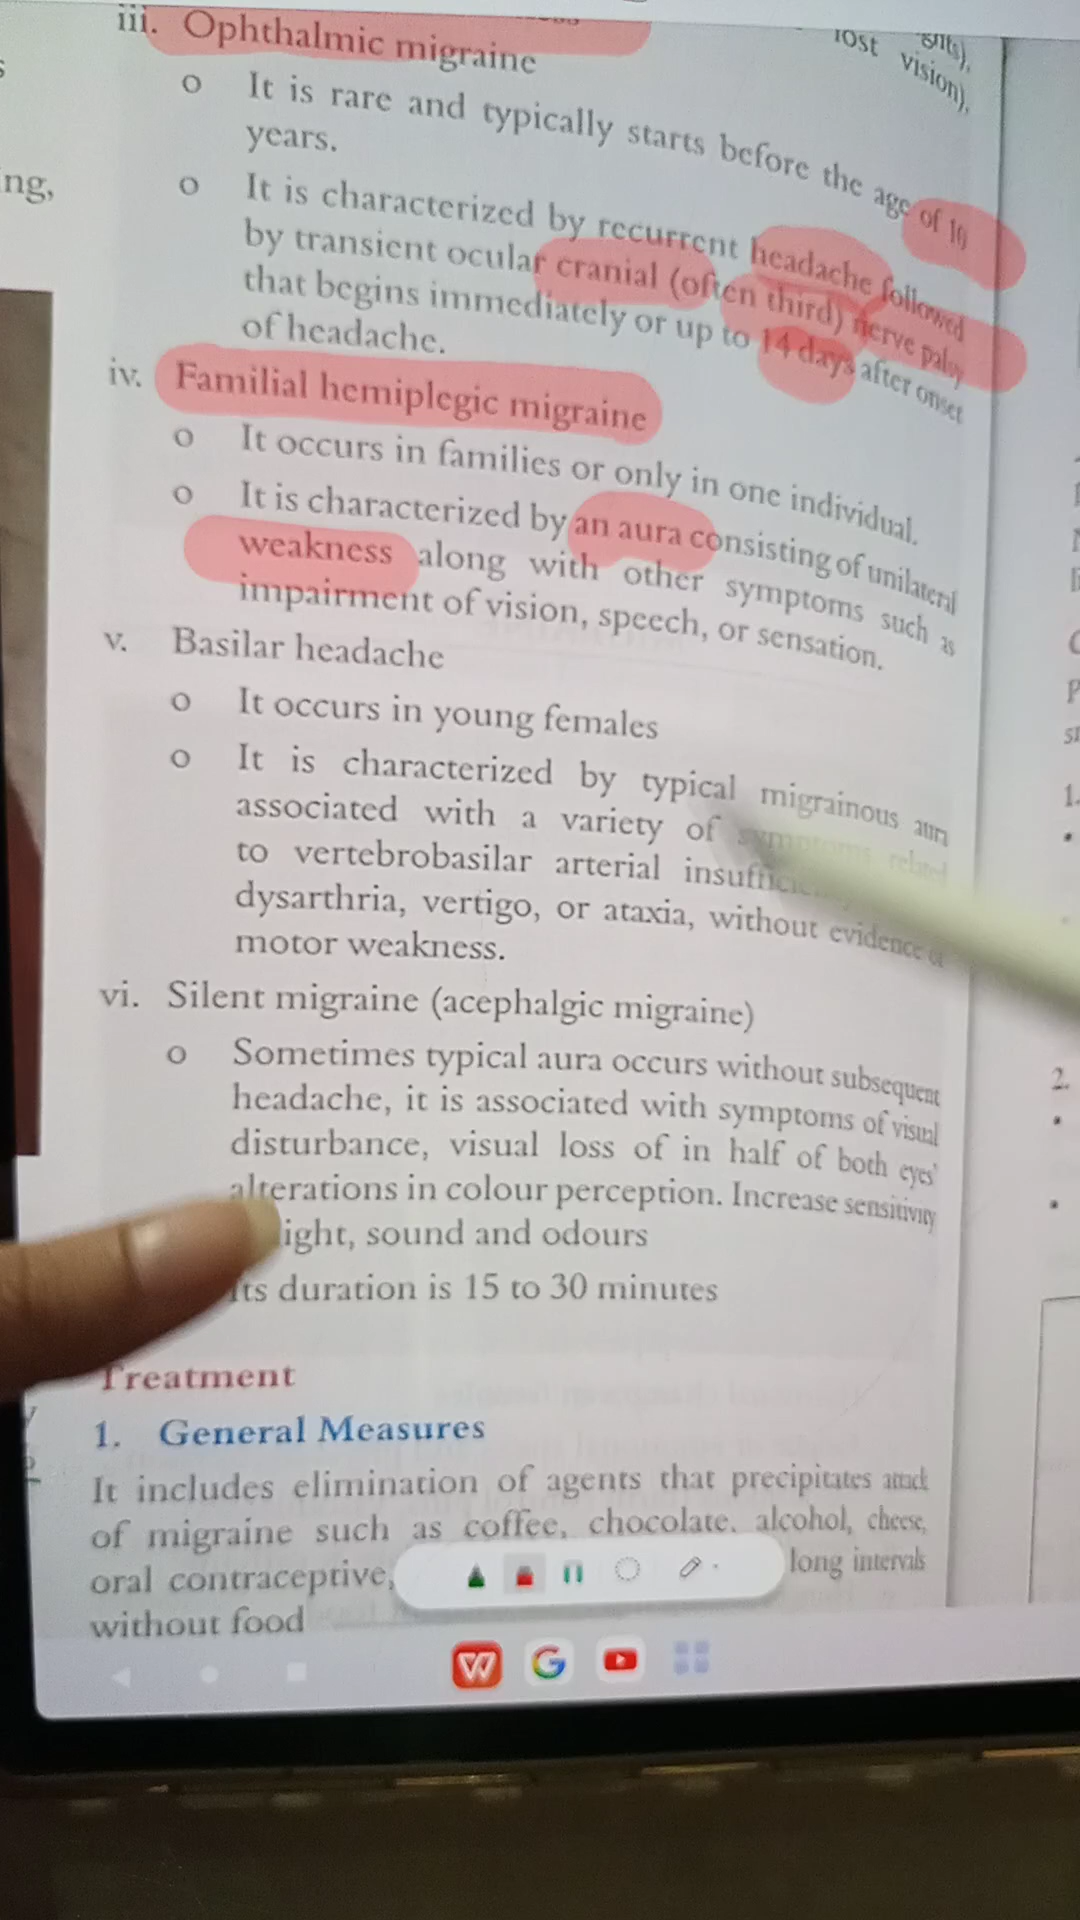 iii. Ophthalmic migraine
o It is rare and typically starts before the age of 10
years.
o It is characterized by recurrent headache followed
by transient ocular cranial (often third) nerve palsy
that begins immediately or up to 14 days after onset
of headache.
iv. Familial hemiplegic migraine
o It occurs in families or only in one individual.
o It is characterized by an aura consisting of unilateral
weakness along with other symptoms such as
impairment of vision, speech, or sensation.
v. Basilar headache
o It occurs in young females
o It is characterized by typical migrainous aura
associated with a variety of symptoms related
to vertebrobasilar arterial
dysarthria, vertigo, or ataxia, without evidence of
motor weakness.
vi. Silent migraine (acephalgic migraine)
o Sometimes typical aura occurs without subsequent
headache, it is associated with symptoms of visual
disturbance, visual loss of in half of both eyes'
alterations in colour perception. Increase sensitivity
ight, sound and odours
Its duration is 15 to 30 minutes
Treatment
1. General Measures
It includes elimination of agents that precipitates attack
of migraine such as coffee, chocolate, alcohol, cheese,
oral contraceptive, long intervals
without food
lost vision),
ng,
1.
2.